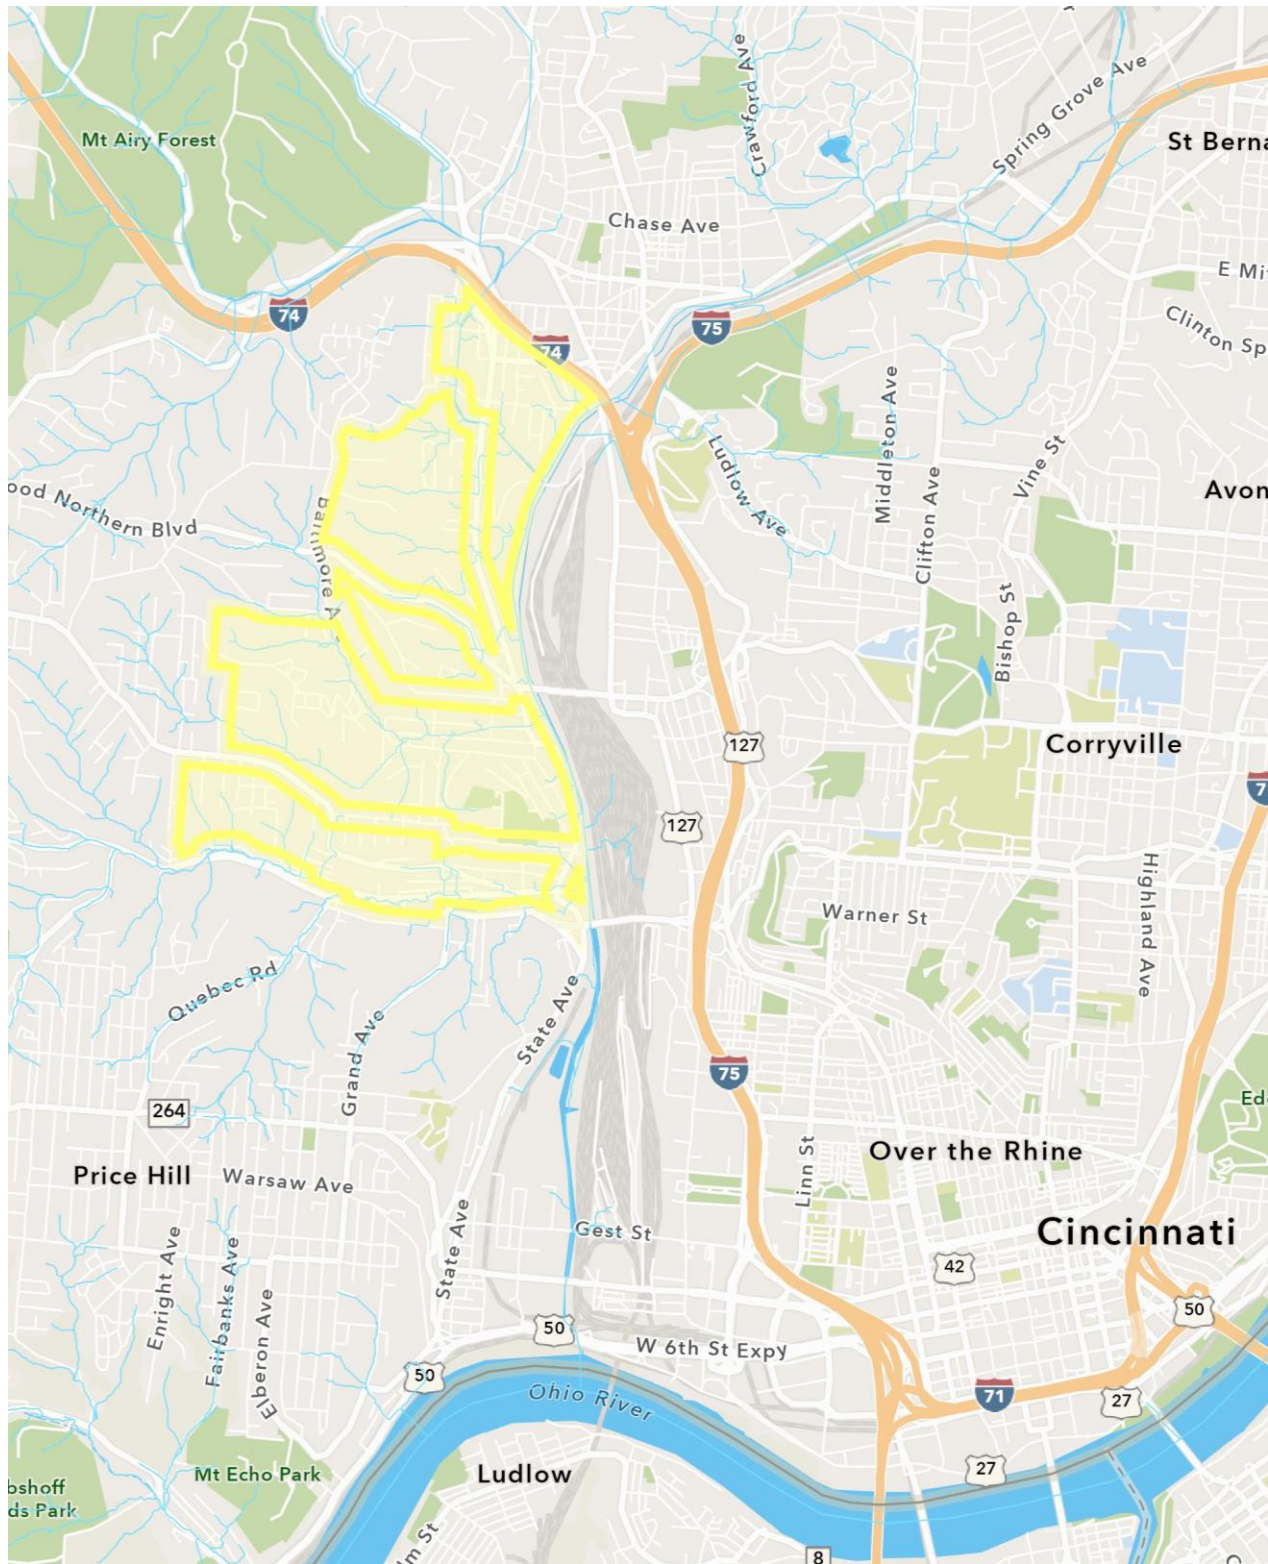 Crawford Ave
Spring Grove Ave
Mt Airy Forest
St Berna
Chase Ave
E Mi
74
75
74
Clinton Sp
Middleton Ave
Ludlow Ave
Clifton Ave
Vine St
ood Northern Blvd
Avon
Baltimore A
Bishop St
127
Corryville
7
127
Highland Ave
Warner St
Quebec Rd
State Ave
Grand Ave
75
264
Ed
Over the Rhine
Linn St
Price Hill
Warsaw Ave
State Ave
Gest St
Cincinnati
42
Enright Ave
Fairbanks Ave
Elberon Ave
50
50
W 6th St Expy
50
71
27
Ohio River
Mt Echo Park
Ludlow
27
bshoff
ds Park
lm St
8